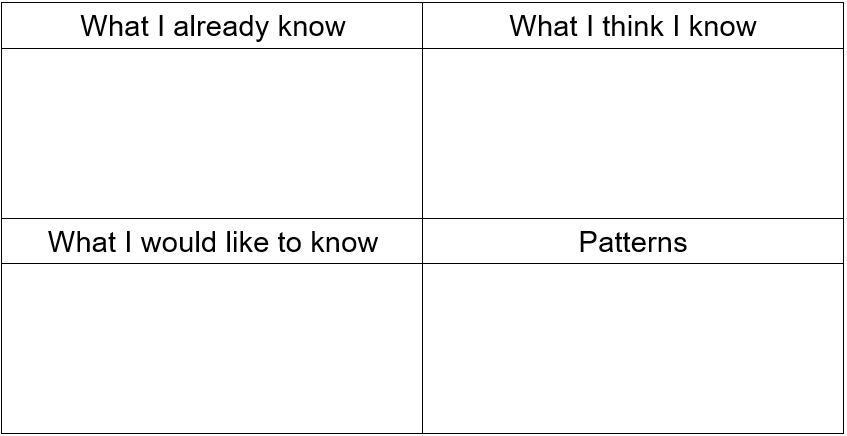 What I already know
What I think I know
What I would like to know
Patterns